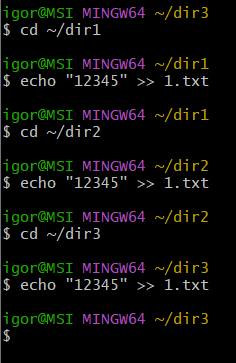 igor@MSI MINGW64 ~/dir3
$ cd ~/dir1
igor@MSI MINGW64 ~/dir1
$ echo "12345" >> 1.txt
igor@MSI MINGW64 ~/dir1
$ cd ~/dir2
igor@MSI MINGW64 ~/dir2
$ echo "12345" >> 1.txt
igor@MSI MINGW64 ~/dir2
$ cd ~/dir3
igor@MSI MINGW64 ~/dir3
$ echo "12345" >> 1.txt
igor@MSI MINGW64 ~/dir3
$